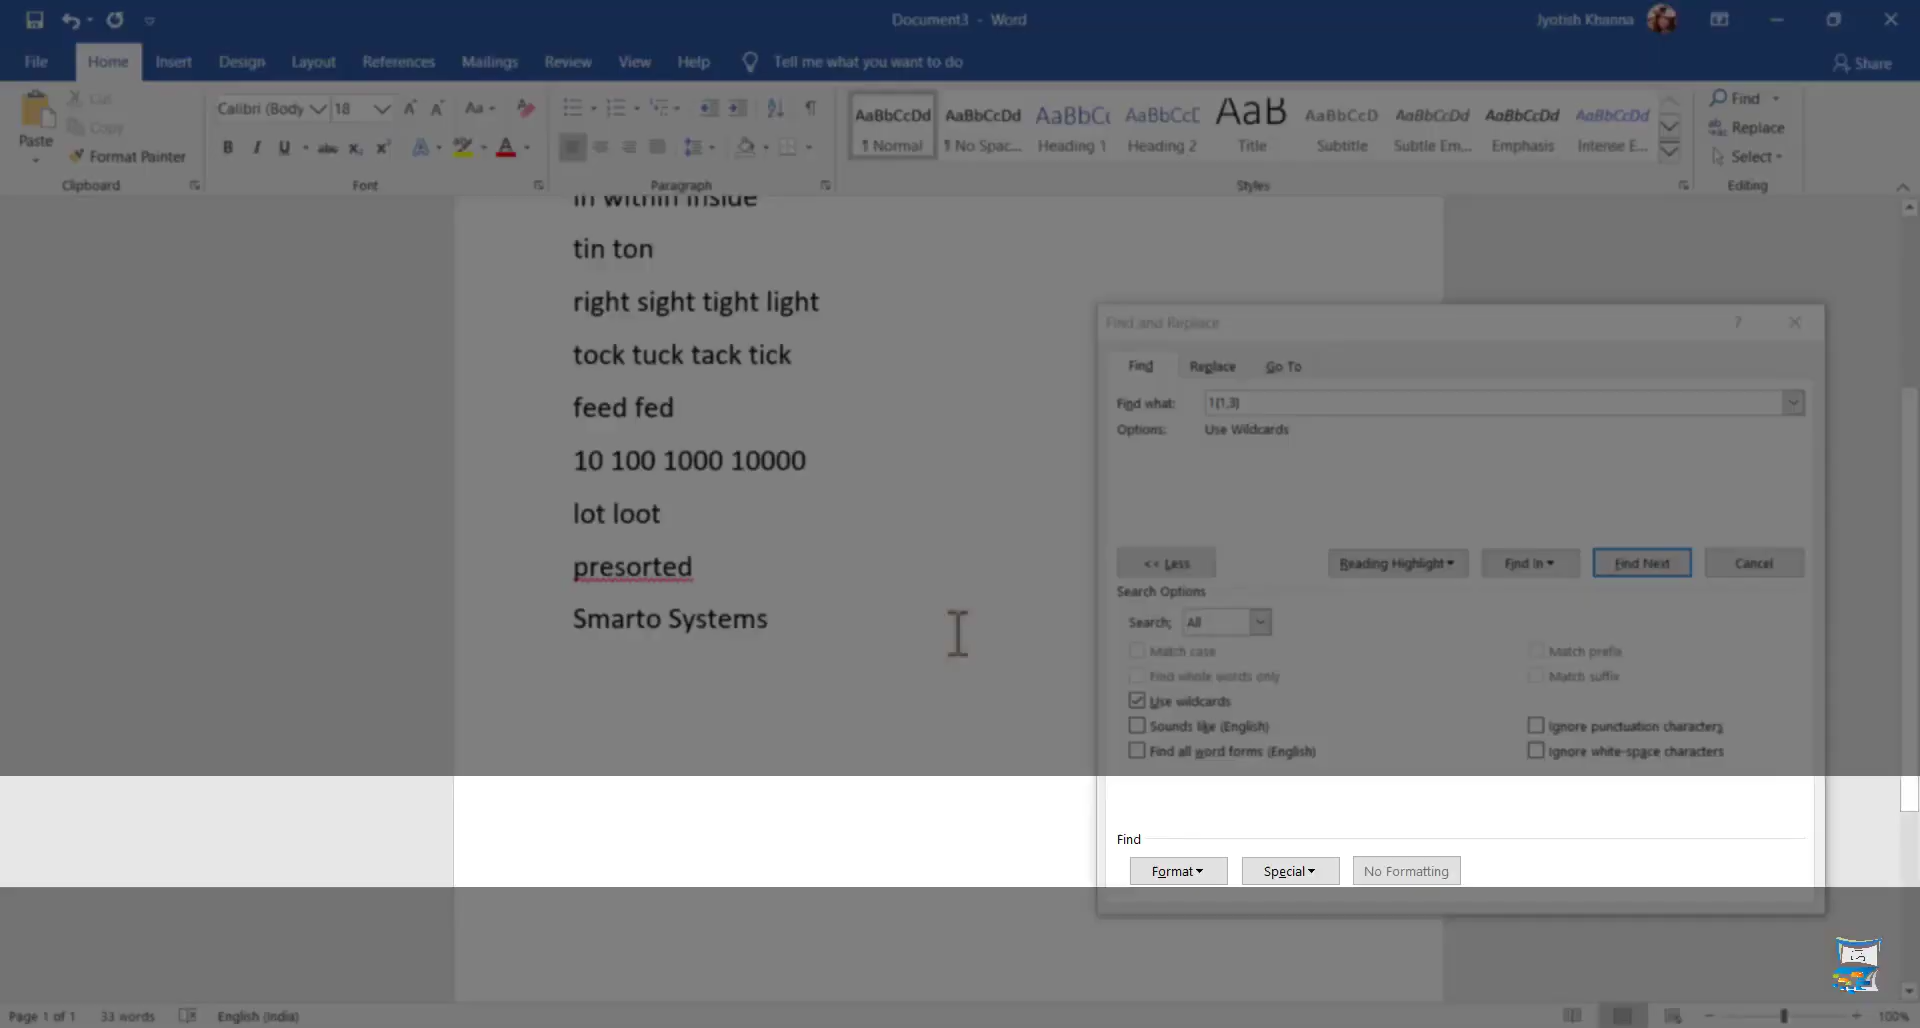 Document3 - Word
Jyotish Khanna
File Home Insert Design Layout References Mailings Review View Help Tell me what you want to do
Share
Cut
Copy
Paste
Format Painter
Clipboard
Calibri (Body 18
Font
Paragraph
AaBbCcDd AaBbCcDd AaBbCc AaBbCcC AaB AaBbCcD AaBbCcDd AaBbCcDd AaBbCcDd
¶ Normal ¶ No Spac... Heading 1 Heading 2 Title Subtitle Subtle Em... Emphasis Intense E...
Styles
Find
Replace
Select
Editing
in within inside
tin ton
right sight tight light
tock tuck tack tick
feed fed
10 100 1000 10000
lot loot
presorted
Smarto Systems
Find and Replace ?
Find Replace Go To
Find what: 1{1,3}
Options: Use Wildcards
<< Less Reading Highlight Find In Find Next Cancel
Search Options
Search: All
Match case Match prefix
Find whole words only Match suffix
Use wildcards
Sounds like (English) Ignore punctuation characters
Find all word forms (English) Ignore white-space characters
Find
Format Special No Formatting
Page 1 of 1 33 words English (India) 100%